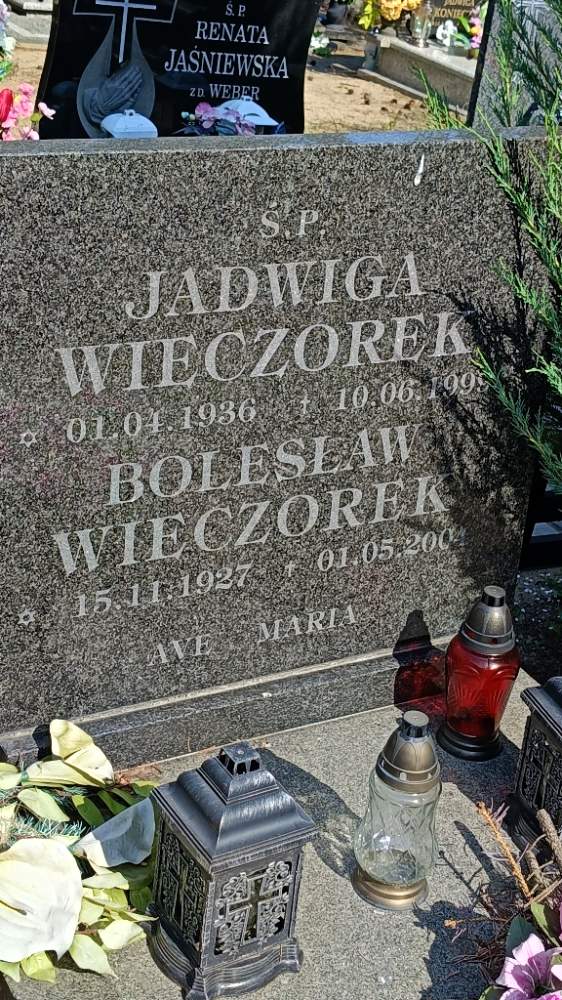 Ś.P.
RENATA
JAŚNIEWSKA
ZD. WEBER
JADWIGA
Ś.P.
JADWIGA
WIECZOREK
01.04.1936 † 10.06.199
BOLESŁAW
WIECZOREK
15.11.1927 † 01.05.200
AVE MARIA